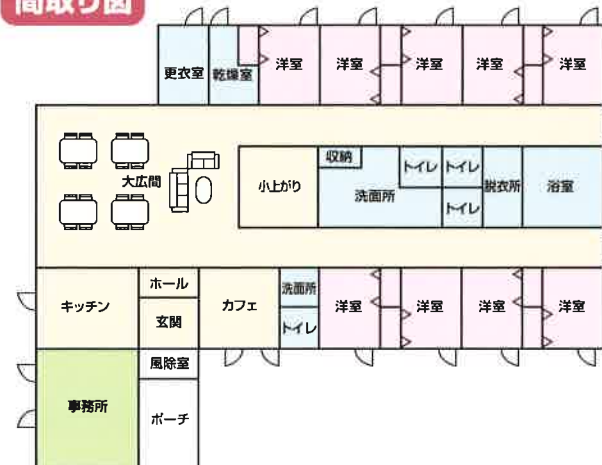 間取り図
更衣室
乾燥室
洋室
洋室
洋室
洋室
洋室
大広間
小上がり
収納
洗面所
トイレ
トイレ
トイレ
脱衣所
浴室
キッチン
ホール
玄関
カフェ
洗面所
トイレ
洋室
洋室
洋室
洋室
事務所
風除室
ポーチ